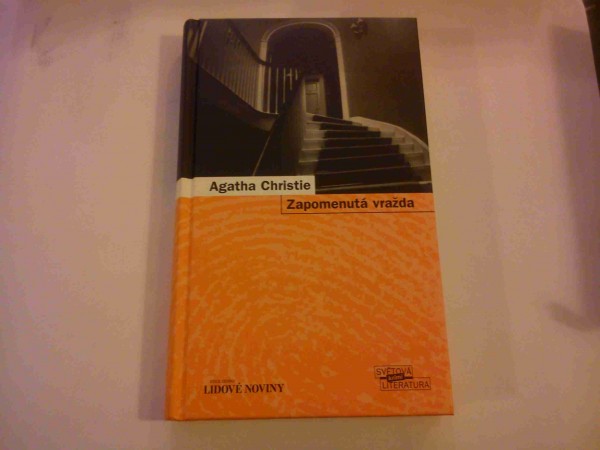 Agatha Christie
Zapomenutá vražda
LIDOVÉ NOVINY
SVĚTOVÁ
LITERATURA